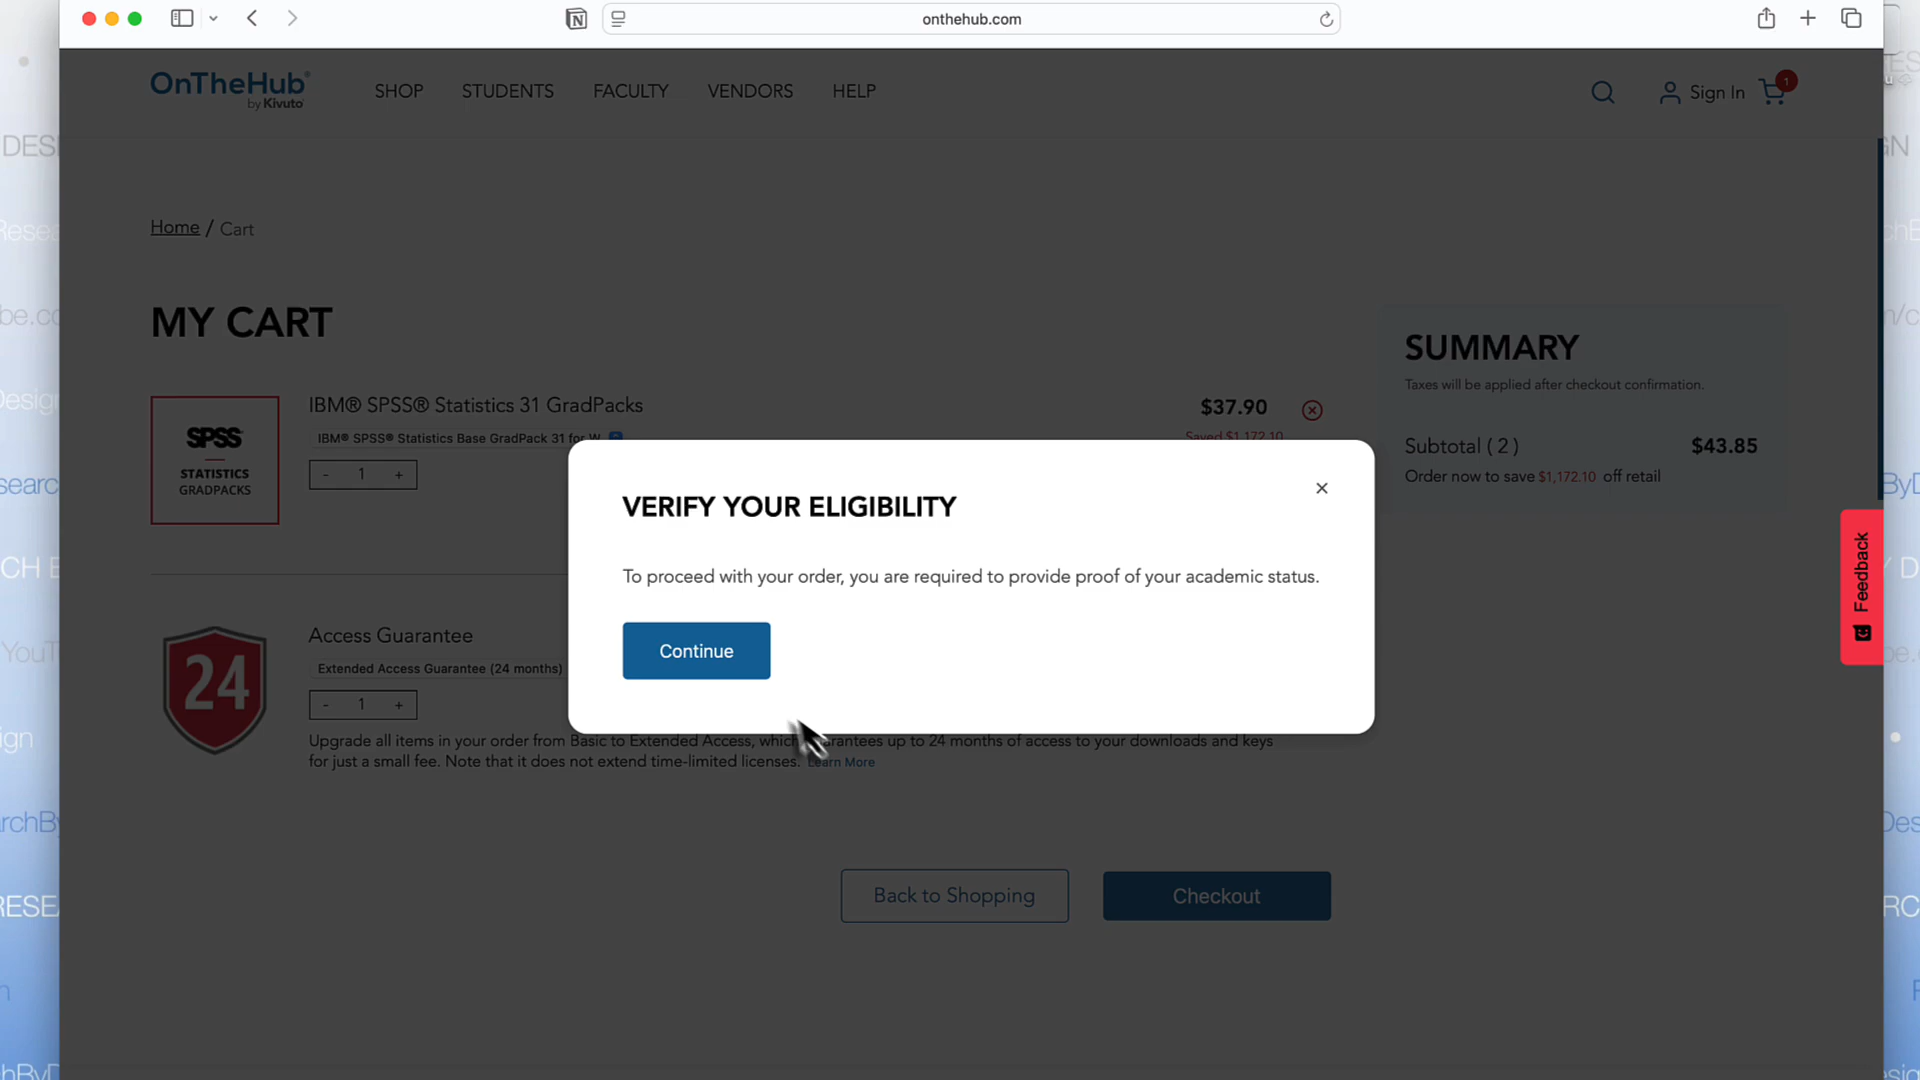 onthehub.com
OnTheHub®
by Kivuto
SHOP STUDENTS FACULTY VENDORS HELP
Sign In
1
Home / Cart
MY CART
SPSS
STATISTICS
GRADPACKS
IBM® SPSS® Statistics 31 GradPacks
IBM® SPSS® Statistics Base GradPack 31 for W
- 1 +
$37.90
Saved $1,172.10
SUMMARY
Taxes will be applied after checkout confirmation.
Subtotal ( 2 ) $43.85
Order now to save $1,172.10 off retail
VERIFY YOUR ELIGIBILITY
To proceed with your order, you are required to provide proof of your academic status.
Continue
Feedback
24
Access Guarantee
Extended Access Guarantee (24 months)
- 1 +
Upgrade all items in your order from Basic to Extended Access, which up to 24 months of access to your downloads and keys
for just a small fee. Note that it does not extend time-limited licenses. Learn More
Back to Shopping
Checkout